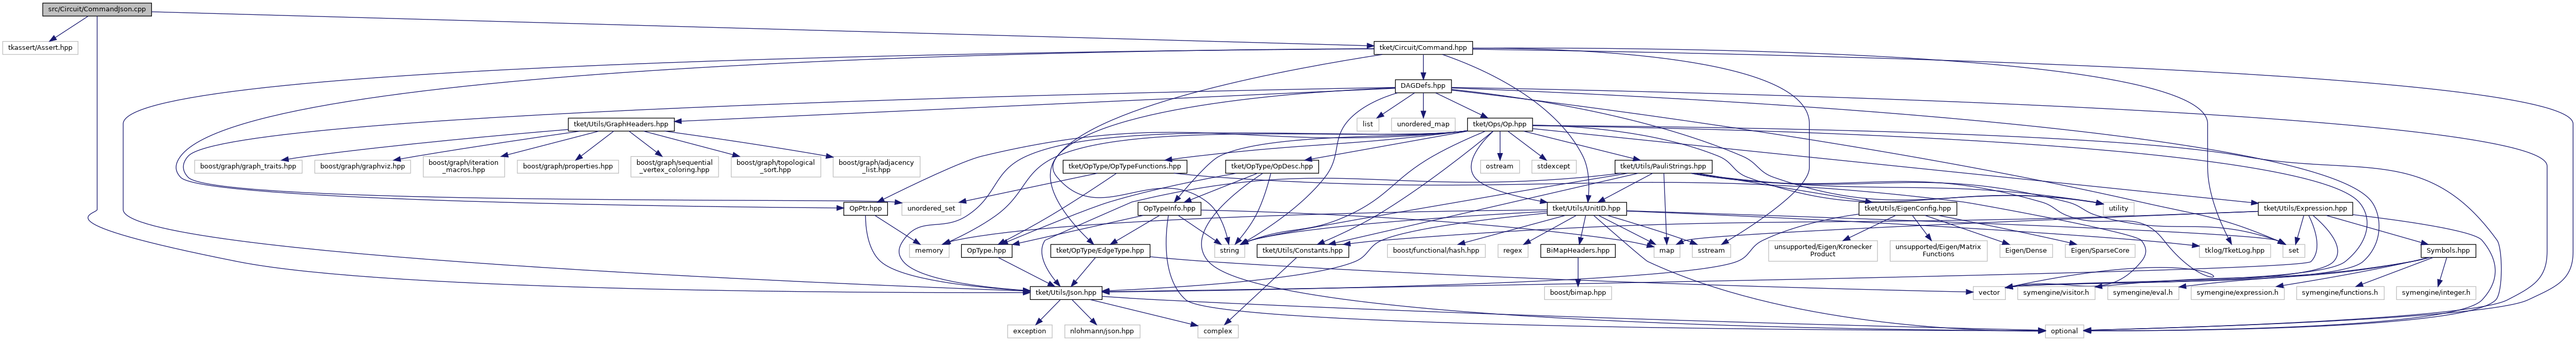 src/Circuit/CommandJson.cpp
tkassert/Assert.hpp
tket/Circuit/Command.hpp
DAGDefs.hpp
tket/Utils/GraphHeaders.hpp
list
unordered_map
tket/Ops/Op.hpp
boost/graph/graph_traits.hpp
boost/graph/graphviz.hpp
boost/graph/iteration
_macros.hpp
boost/graph/properties.hpp
boost/graph/sequential
_vertex_coloring.hpp
boost/graph/topological
_sort.hpp
boost/graph/adjacency
_list.hpp
tket/OpType/OpTypeFunctions.hpp
tket/OpType/OpDesc.hpp
ostream
stdexcept
tket/Utils/PauliStrings.hpp
OpPtr.hpp
unordered_set
OpTypeInfo.hpp
tket/Utils/UnitID.hpp
tket/Utils/EigenConfig.hpp
utility
tket/Utils/Expression.hpp
memory
OpType.hpp
tket/OpType/EdgeType.hpp
string
tket/Utils/Constants.hpp
boost/functional/hash.hpp
regex
BiMapHeaders.hpp
map
sstream
unsupported/Eigen/Kronecker
Product
unsupported/Eigen/Matrix
Functions
Eigen/Dense
Eigen/SparseCore
tklog/TketLog.hpp
set
Symbols.hpp
tket/Utils/Json.hpp
boost/bimap.hpp
vector
symengine/visitor.h
symengine/eval.h
symengine/expression.h
symengine/functions.h
symengine/integer.h
exception
nlohmann/json.hpp
complex
optional